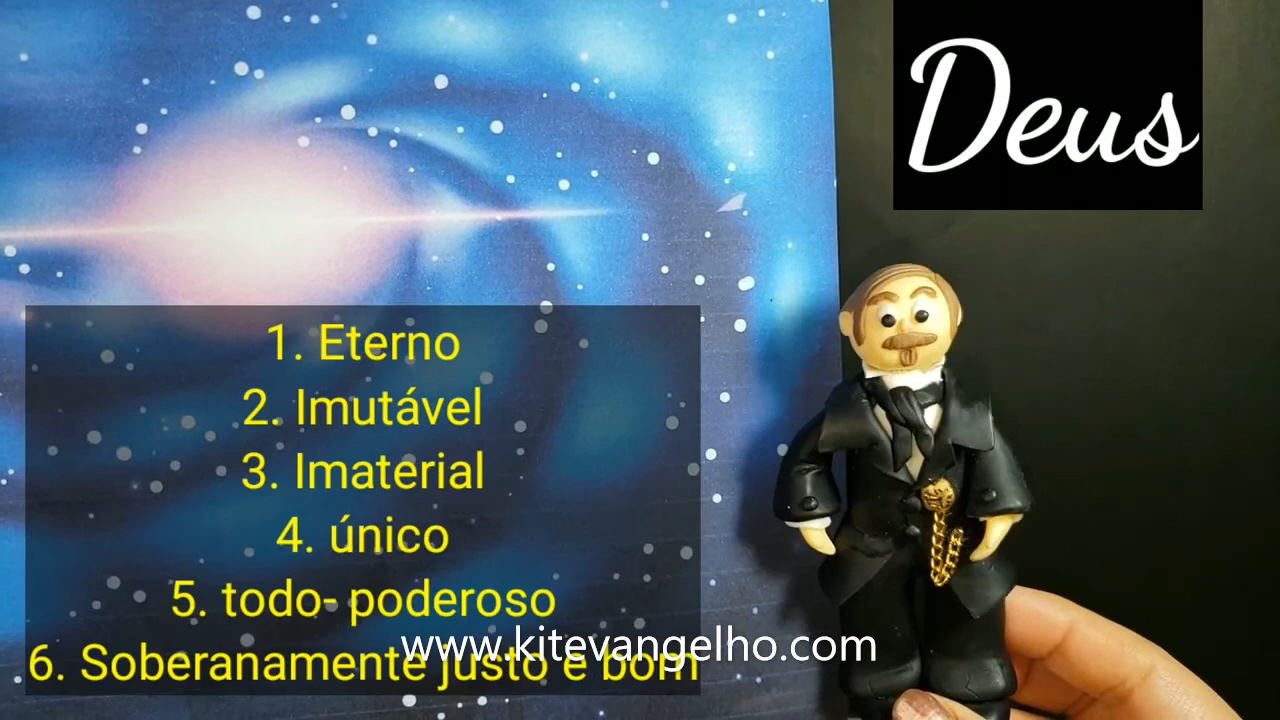 Deus
1. Eterno
2. Imutável
3. Imaterial
4. único
5. todo- poderoso
6. Soberanamente justo e bom
www.kitevangelho.com